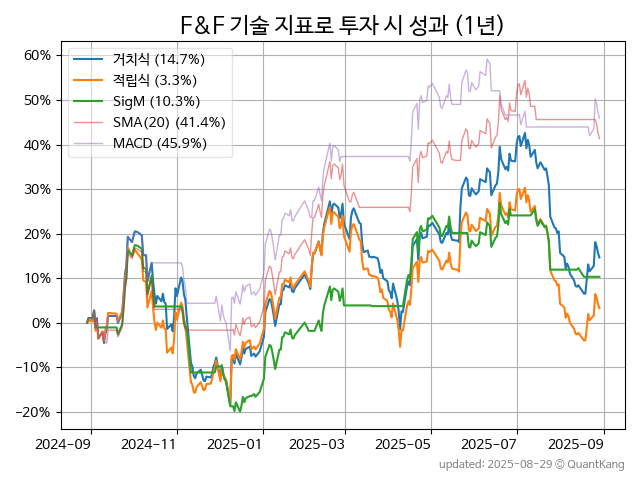 F&F 기술 지표로 투자 시 성과 (1년)
60%
50%
40%
30%
20%
10%
0%
−10%
−20%
거치식 (14.7%)
적립식 (3.3%)
SigM (10.3%)
SMA(20) (41.4%)
MACD (45.9%)
2024-09
2024-11
2025-01
2025-03
2025-05
2025-07
2025-09
updated: 2025-08-29 © QuantKang